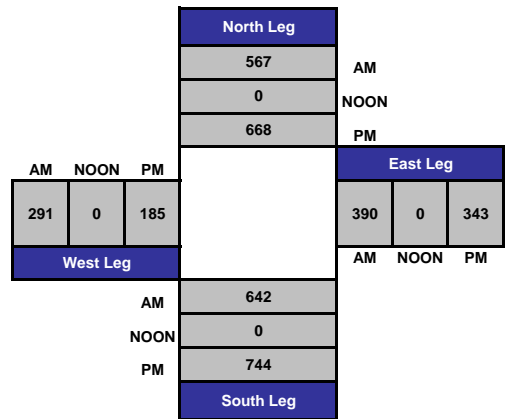 North Leg
567 AM
0 NOON
668 PM
AM NOON PM
East Leg
291 0 185
390 0 343
West Leg
AM NOON PM
AM 642
NOON 0
PM 744
South Leg